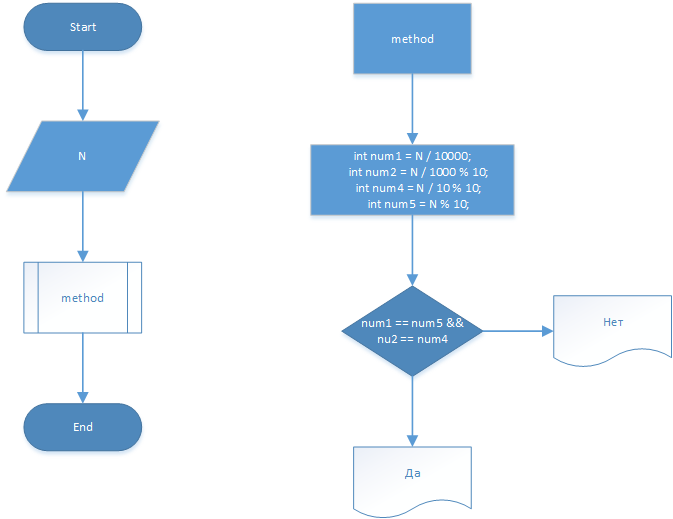 Start
N
method
End
method
int num1 = N / 10000;
int num2 = N / 1000 % 10;
int num4 = N / 10 % 10;
int num5 = N % 10;
num1 == num5 &&
nu2 == num4
Нет
Да